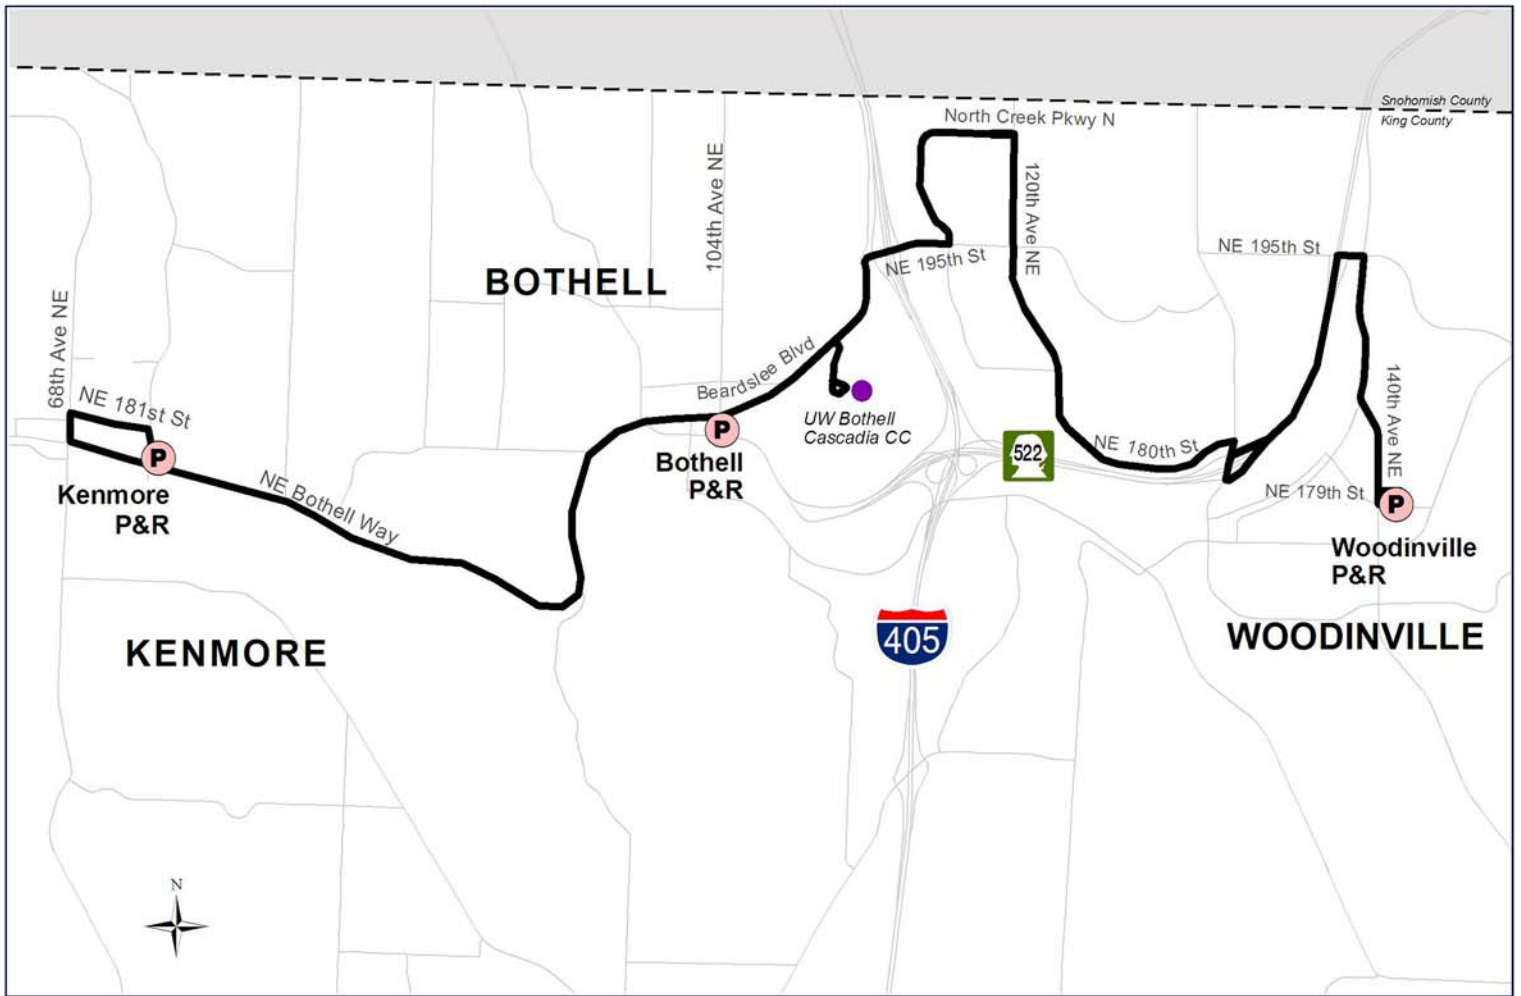 Snohomish County
King County
North Creek Pkwy N
104th Ave NE
120th Ave NE
NE 195th St
NE 195th St
BOTHELL
68th Ave NE
Beardslee Blvd
140th Ave NE
NE 181st St
UW Bothell
Cascadia CC
P
Bothell
P&R
522
NE 180th St
P
Kenmore
P&R
NE Bothell Way
NE 179th St
P
Woodinville
P&R
405
KENMORE
WOODINVILLE
N